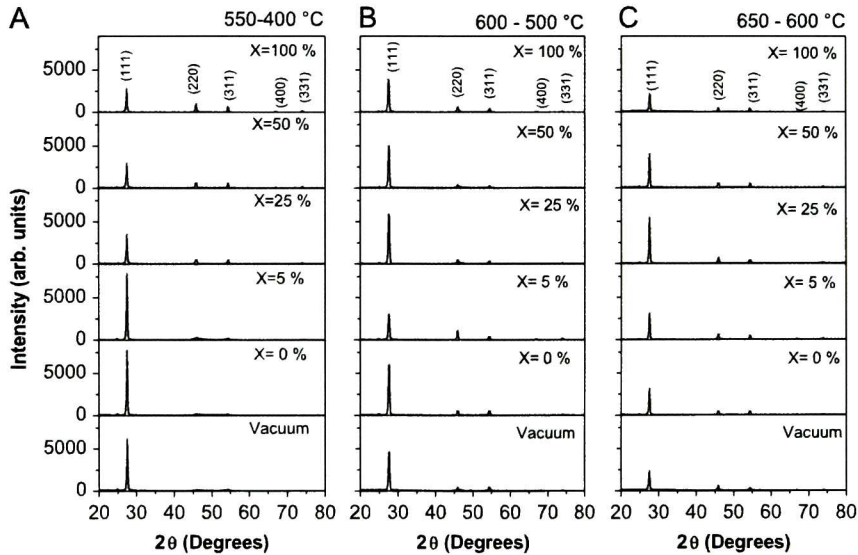 A
550-400 °C
X=100 %
(111)
(220)
(311)
(400)
(331)
X=50 %
X=25 %
X=5 %
X= 0 %
Vacuum
5000
0
5000
0
5000
0
5000
0
5000
0
5000
0
Intensity (arb. units)
20 30 40 50 60 70 80
2θ (Degrees)
B
600 - 500 °C
X= 100 %
(111)
(220)
(311)
(400)
(331)
X= 50 %
X= 25 %
X= 5 %
X= 0 %
Vacuum
20 30 40 50 60 70 80
2θ (Degrees)
C
650 - 600 °C
X= 100 %
(111)
(220)
(311)
(400)
(331)
X= 50 %
X= 25 %
X= 5 %
X= 0 %
Vacuum
20 30 40 50 60 70 80
2θ (Degrees)